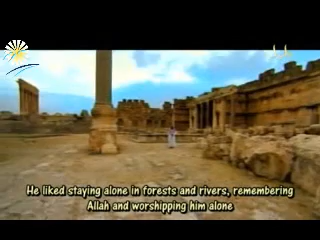 He liked staying alone in forests and rivers, remembering
Allah and worshipping him alone